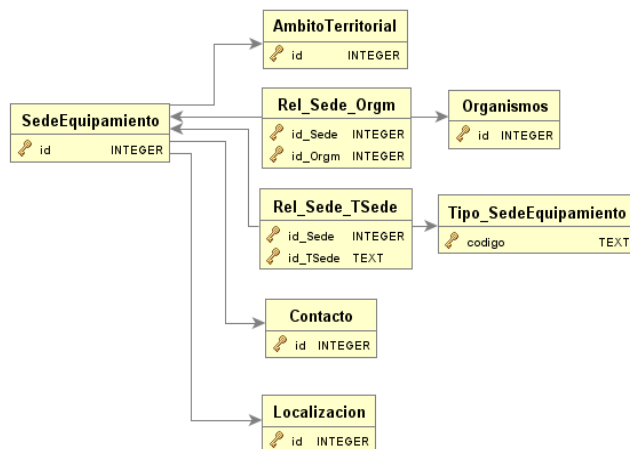 AmbitoTerritorial
id INTEGER
SedeEquipamiento
id INTEGER
Rel_Sede_Orgm
id_Sede INTEGER
id_Orgm INTEGER
Organismos
id INTEGER
Rel_Sede_TSede
id_Sede INTEGER
id_TSede TEXT
Tipo_SedeEquipamiento
codigo TEXT
Contacto
id INTEGER
Localizacion
id INTEGER